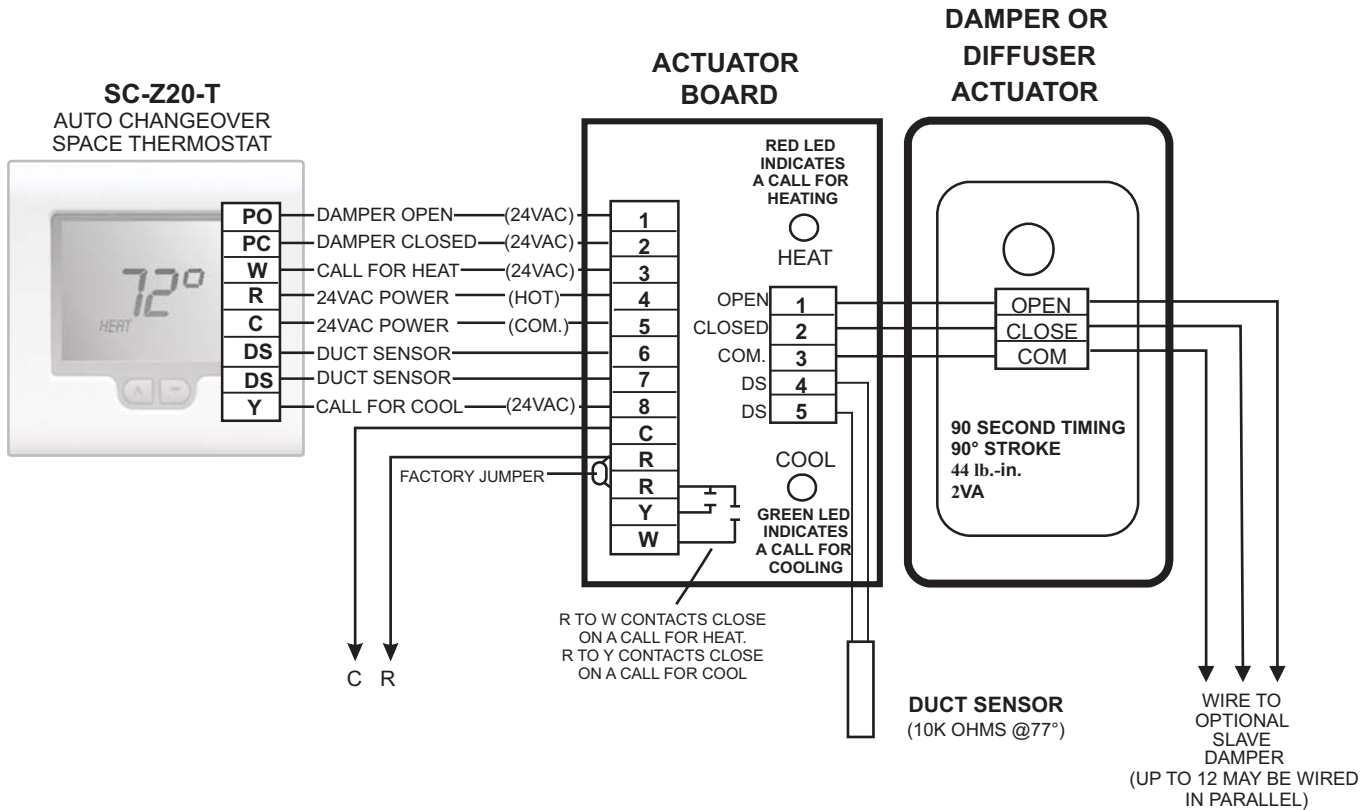 SC-Z20-T
AUTO CHANGEOVER
SPACE THERMOSTAT
72°
HEAT
PO DAMPER OPEN (24VAC) 1
PC DAMPER CLOSED (24VAC) 2
W CALL FOR HEAT (24VAC) 3
R 24VAC POWER (HOT) 4
C 24VAC POWER (COM.) 5
DS DUCT SENSOR 6
DS DUCT SENSOR 7
Y CALL FOR COOL (24VAC) 8
C
R
FACTORY JUMPER
R
Y
W
C R
ACTUATOR
BOARD
RED LED
INDICATES
A CALL FOR
HEATING
HEAT
OPEN 1
CLOSED 2
COM. 3
DS 4
DS 5
COOL
GREEN LED
INDICATES
A CALL FOR
COOLING
R TO W CONTACTS CLOSE
ON A CALL FOR HEAT.
R TO Y CONTACTS CLOSE
ON A CALL FOR COOL
DUCT SENSOR
(10K OHMS @77°)
DAMPER OR
DIFFUSER
ACTUATOR
OPEN
CLOSE
COM
90 SECOND TIMING
90° STROKE
44 lb.-in.
2VA
WIRE TO
OPTIONAL
SLAVE
DAMPER
(UP TO 12 MAY BE WIRED
IN PARALLEL)